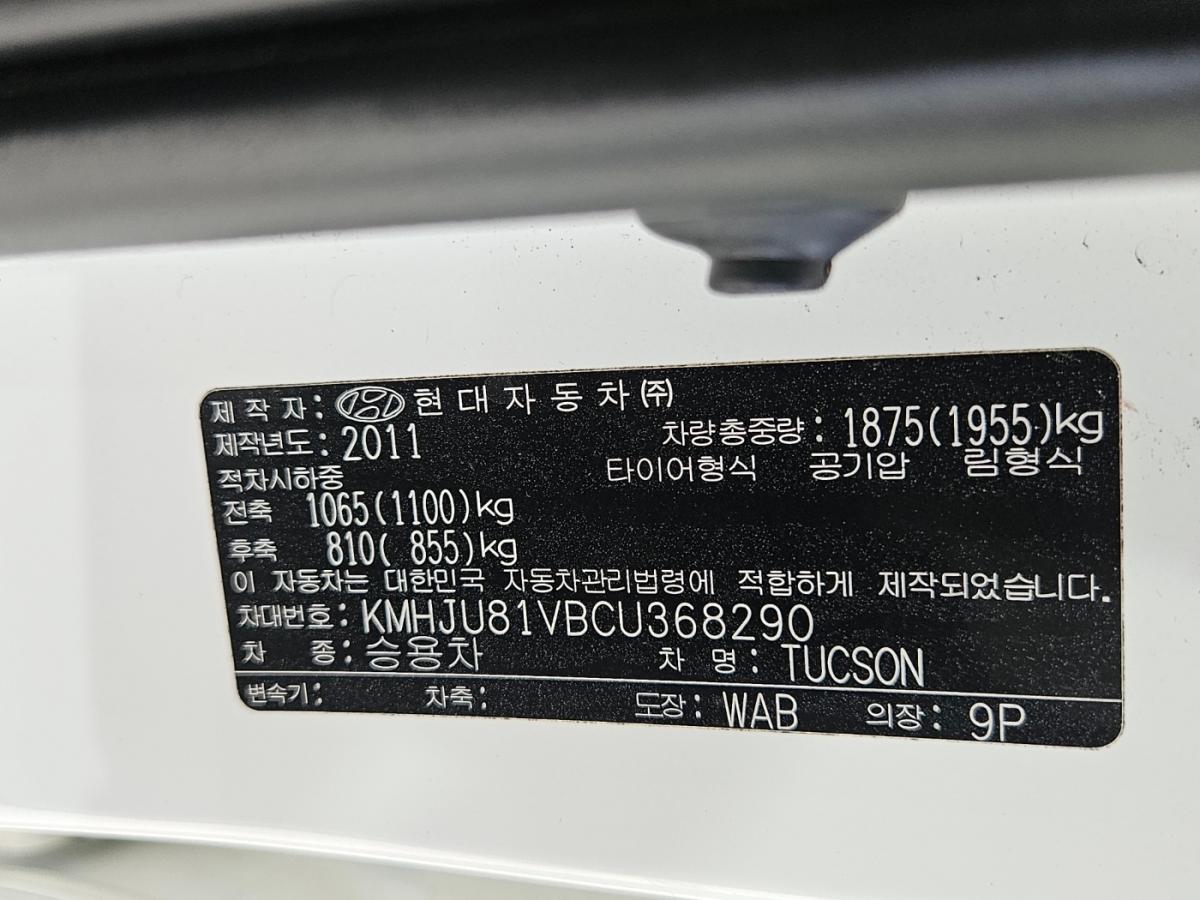 제 작 자 : 현 대 자 동 차 ㈜
제작년도 : 2011 차량총중량 : 1875(1955)kg
적차시하중 타이어형식 공기압 림형식
전축 1065(1100)kg
후축 810( 855)kg
이 자동차는 대한민국 자동차관리법령에 적합하게 제작되었습니다.
차대번호 : KMHJU81VBCU368290
차 종 : 승용차 차 명 : TUCSON
변속기 : 차축 : 도장 : WAB 의장 : 9P